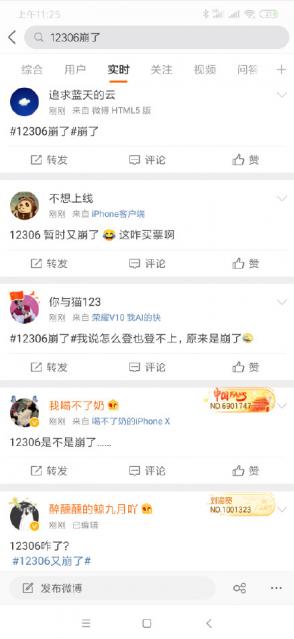 上午11:25
12306崩了
综合 用户 实时 关注 视频 问答
追求蓝天的云
刚刚 来自 微博 HTML5 版
#12306崩了#崩了
转发 评论 赞
不想上线
刚刚 来自 iPhone客户端
12306 暂时又崩了 😂 这咋买票啊
转发 评论 赞
你与猫123
刚刚 来自 荣耀V10 我AI的快
#12306崩了#我说怎么登也登不上，原来是崩了
转发 评论 赞
我喝不了奶
中国FANS
NO.6901747
刚刚 来自 喝不了奶的iPhone X
12306是不是崩了......
转发 评论 赞
醉醺醺的鲸九月吖
NO.1001323
刚刚 已编辑
12306咋了?
#12306又崩了#
发布微博